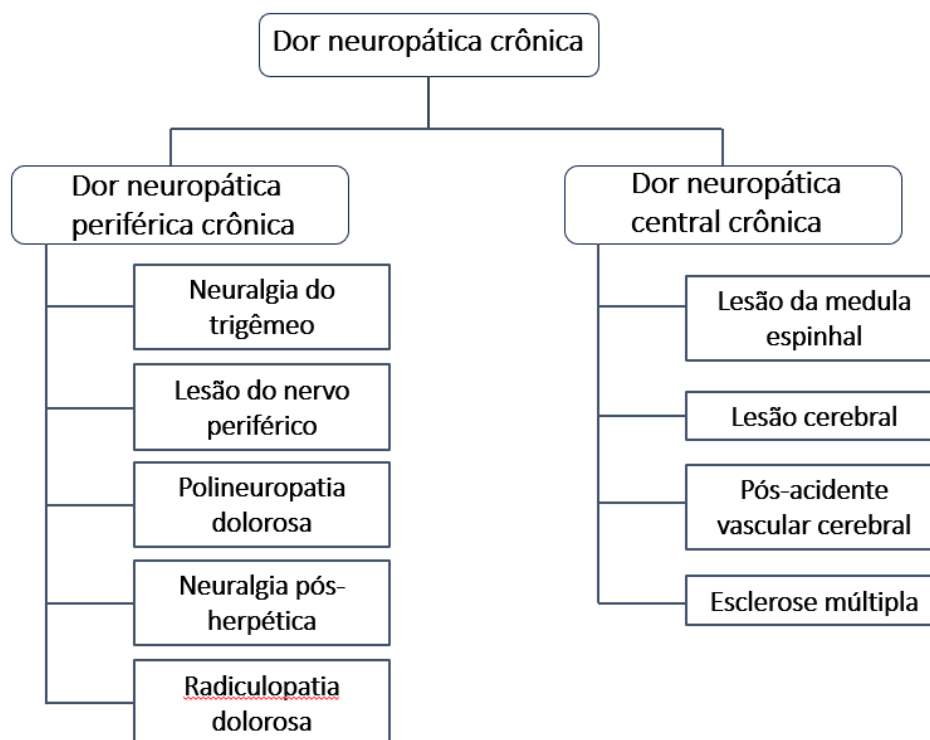 Dor neuropática crônica
Dor neuropática
periférica crônica
Neuralgia do
trigêmeo
Lesão do nervo
periférico
Polineuropatia
dolorosa
Neuralgia pós-
herpética
Radiculopatia
dolorosa
Dor neuropática
central crônica
Lesão da medula
espinhal
Lesão cerebral
Pós-acidente
vascular cerebral
Esclerose múltipla